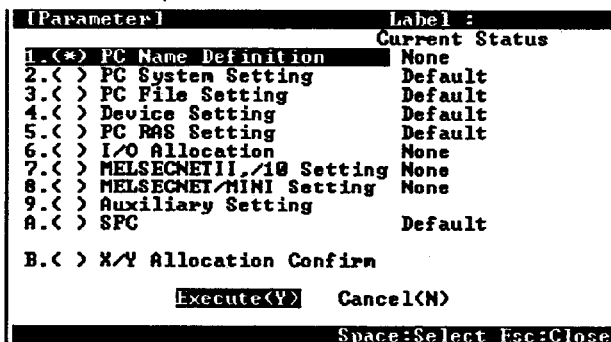 [Parameter] Label :
Current Status
1.(*) PC Name Definition None
2.( ) PC System Setting Default
3.( ) PC File Setting Default
4.( ) Device Setting Default
5.( ) PC RAS Setting Default
6.( ) I/O Allocation None
7.( ) MELSECNETII,/10 Setting None
8.( ) MELSECNET/MINI Setting None
9.( ) Auxiliary Setting
A.( ) SFC Default
B.( ) X/Y Allocation Confirm
Execute(Y) Cancel(N)
Space:Select Esc:Close